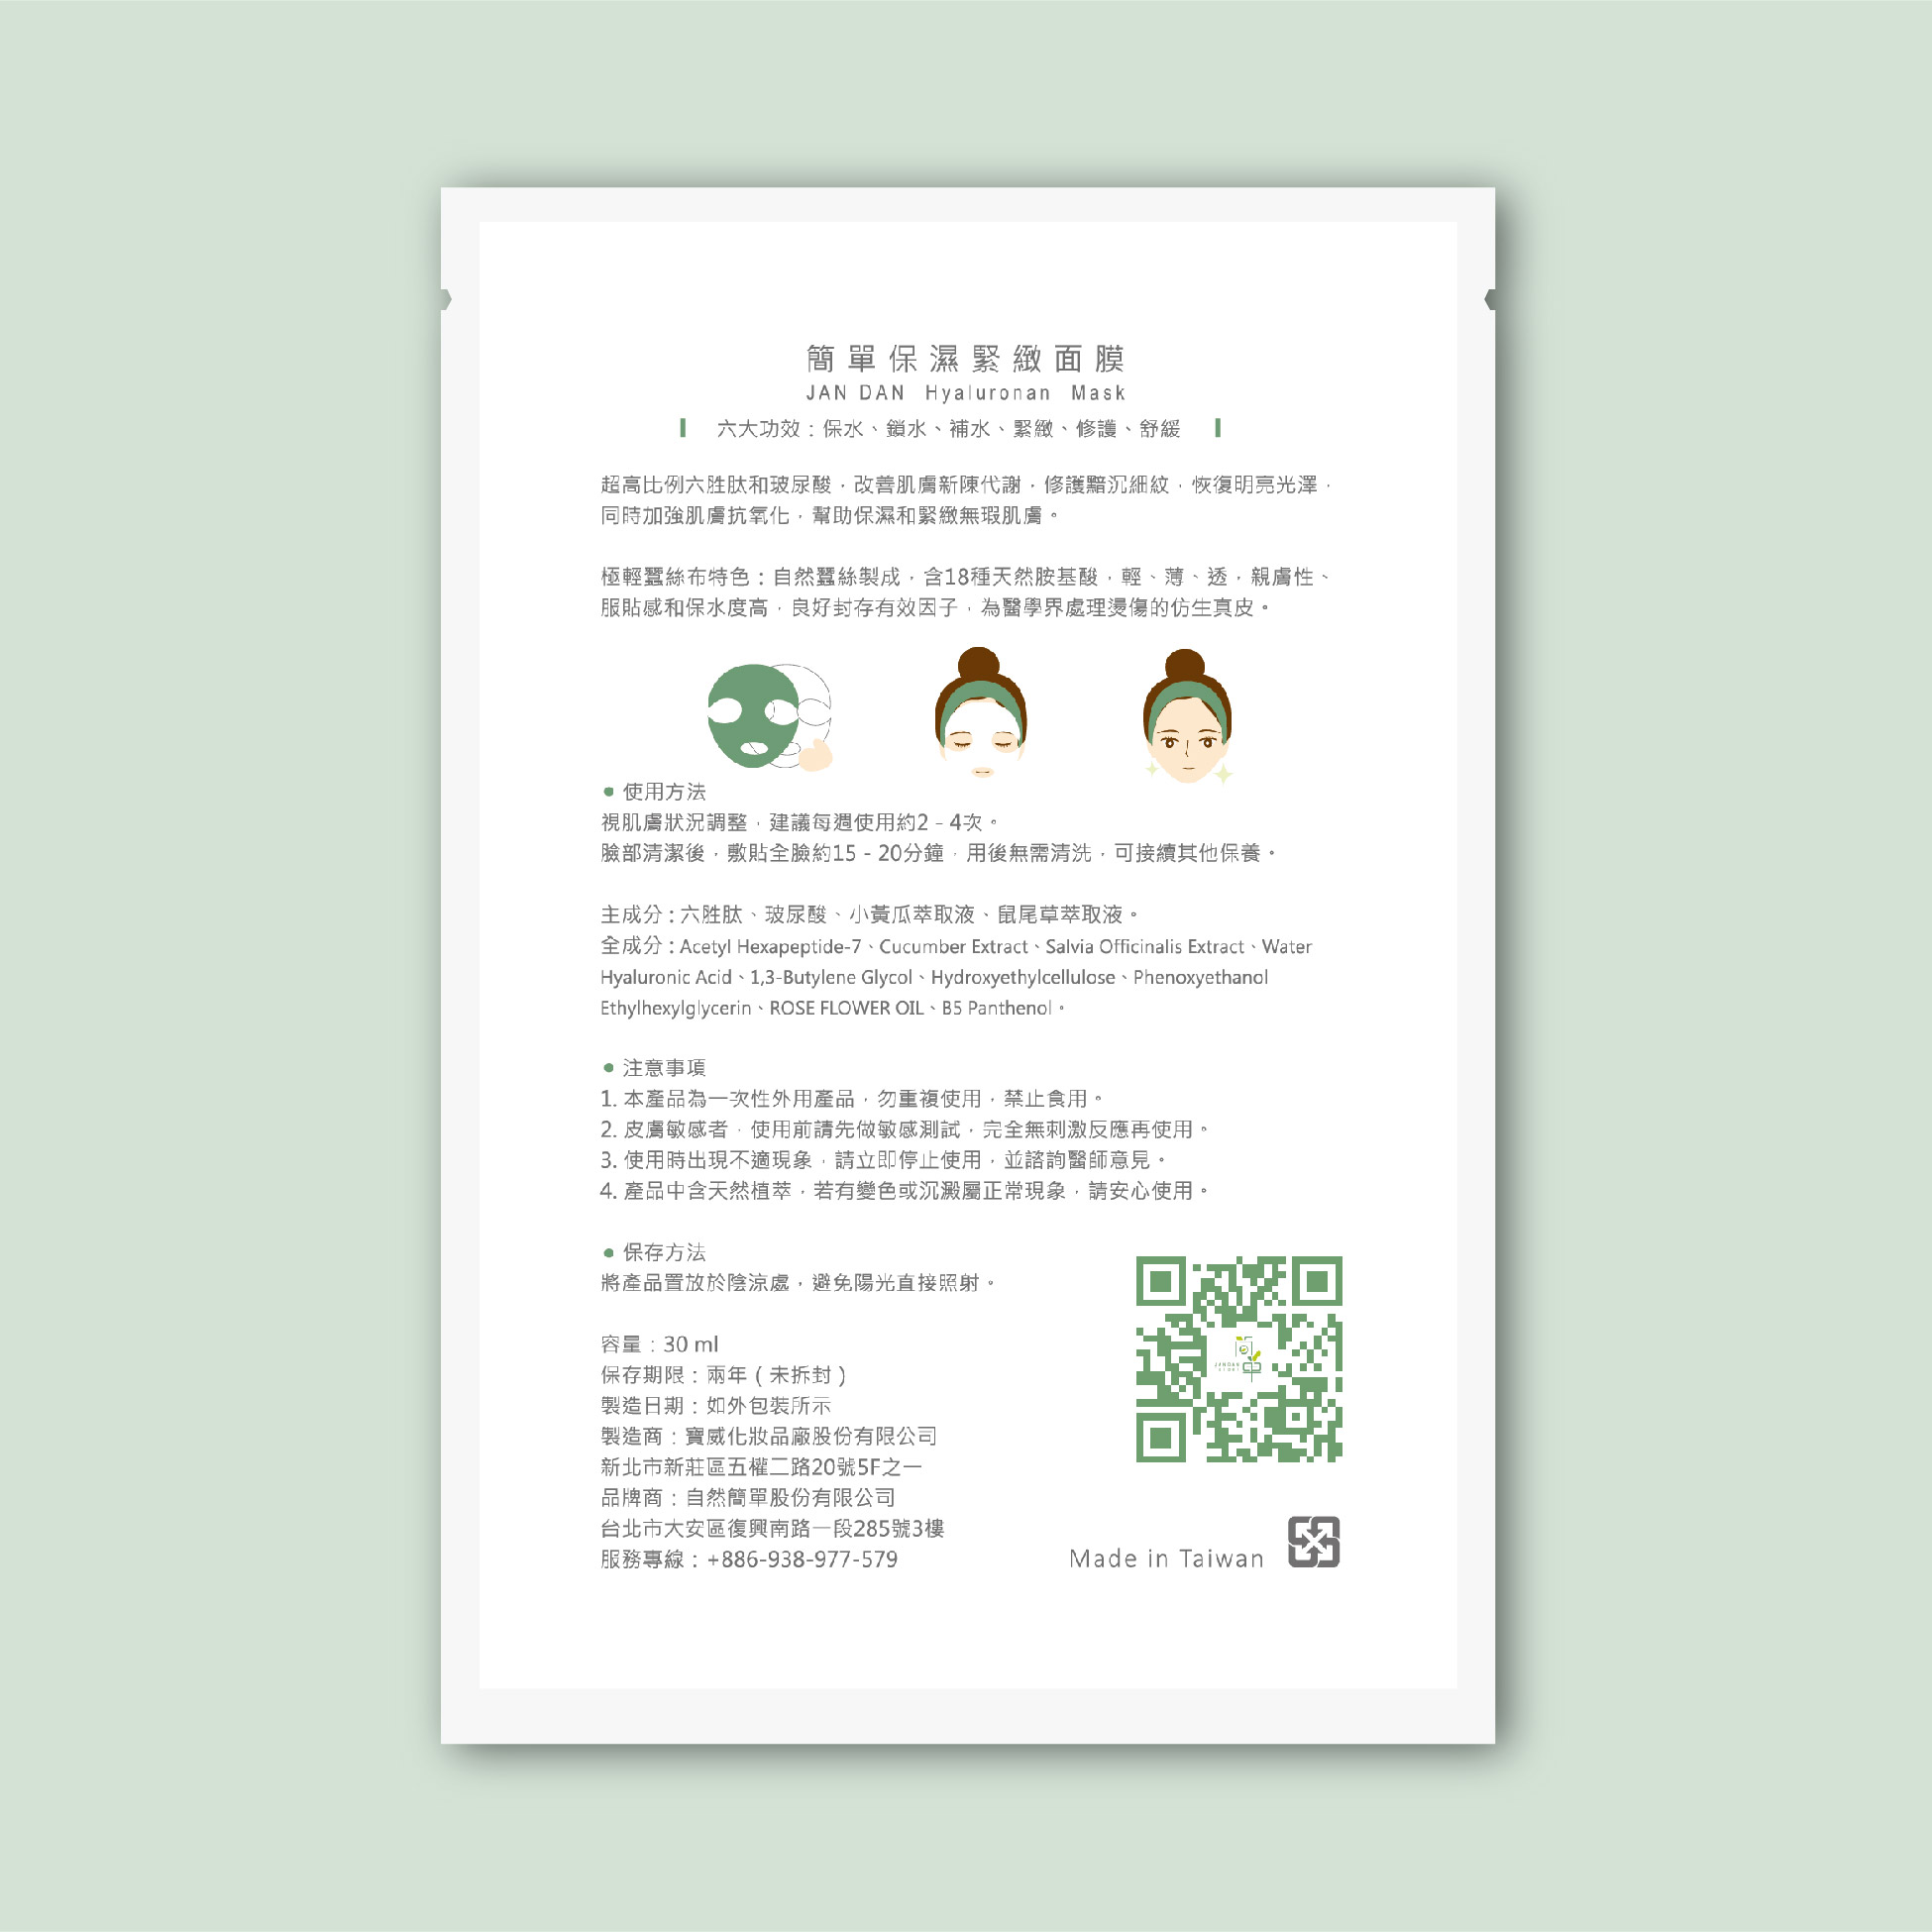 簡單保濕緊緻面膜
JAN DAN Hyaluronan Mask
六大功效：保水、鎖水、補水、緊緻、修護、舒緩
超高比例六胜肽和玻尿酸，改善肌膚新陳代謝，修護黯沉細紋，恢復明亮光澤，
同時加強肌膚抗氧化，幫助保濕和緊緻無瑕肌膚。
極輕蠶絲布特色：自然蠶絲製成，含18種天然胺基酸，輕、薄、透，親膚性、
服貼感和保水度高，良好封存有效因子，為醫學界處理燙傷的仿生真皮。
● 使用方法
視肌膚狀況調整，建議每週使用約2 - 4次。
臉部清潔後，敷貼全臉約15 - 20分鐘，用後無需清洗，可接續其他保養。
主成分：六胜肽、玻尿酸、小黃瓜萃取液、鼠尾草萃取液。
全成分：Acetyl Hexapeptide-7、Cucumber Extract、Salvia Officinalis Extract、Water
Hyaluronic Acid、1,3-Butylene Glycol、Hydroxyethylcellulose、Phenoxyethanol
Ethylhexylglycerin、ROSE FLOWER OIL、B5 Panthenol。
● 注意事項
1. 本產品為一次性外用產品，勿重複使用，禁止食用。
2. 皮膚敏感者，使用前請先做敏感測試，完全無刺激反應再使用。
3. 使用時出現不適現象，請立即停止使用，並諮詢醫師意見。
4. 產品中含天然植萃，若有變色或沉澱屬正常現象，請安心使用。
● 保存方法
將產品置放於陰涼處，避免陽光直接照射。
容量：30 ml
保存期限：兩年（未拆封）
製造日期：如外包裝所示
製造商：寶威化妝品廠股份有限公司
新北市新莊區五權二路20號5F之一
品牌商：自然簡單股份有限公司
台北市大安區復興南路一段285號3樓
服務專線：+886-938-977-579
簡單
Made in Taiwan